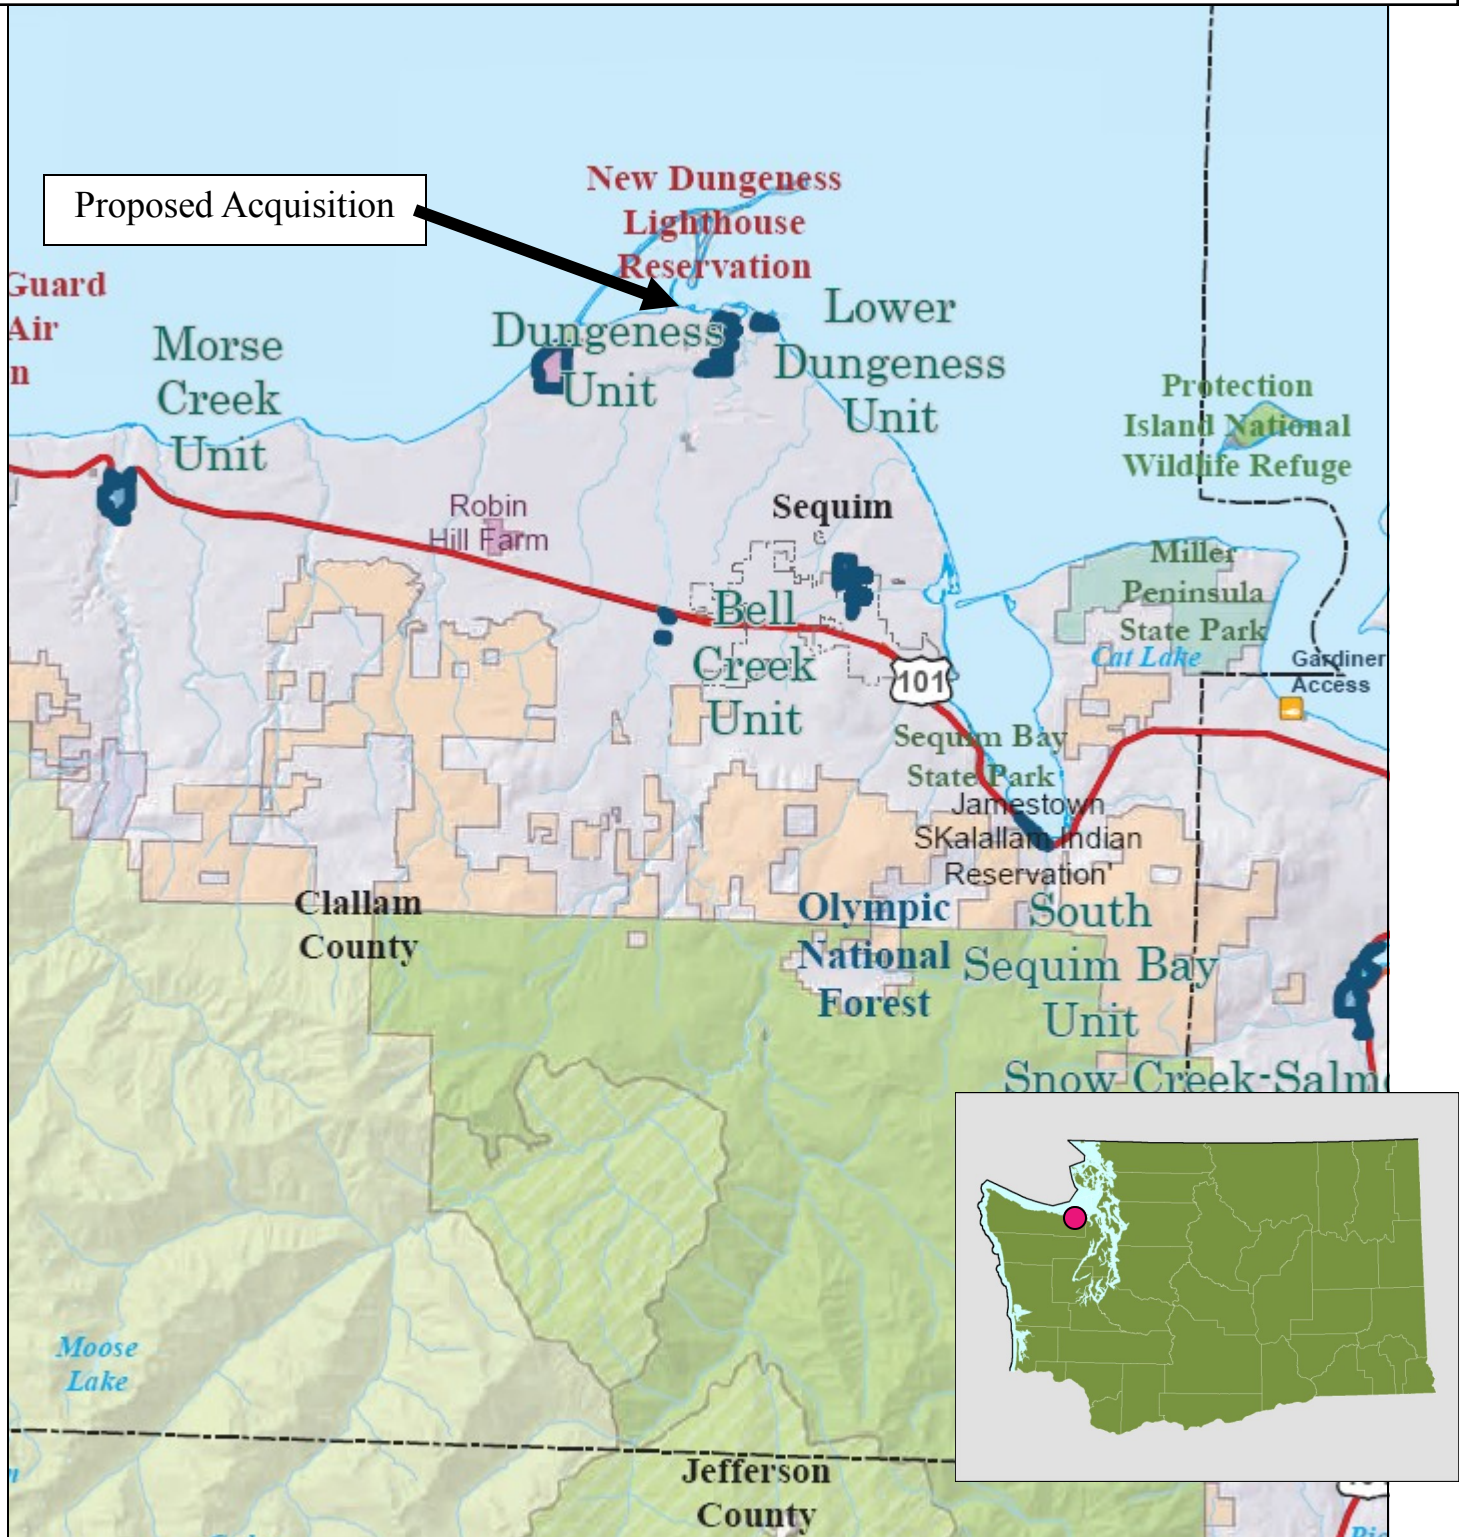 New Dungeness
Lighthouse
Reservation
Proposed Acquisition
Guard
Air
n
Morse
Creek
Unit
Dungeness
Unit
Lower
Dungeness
Unit
Protection
Island National
Wildlife Refuge
Robin
Hill Farm
Sequim
Miller
Peninsula
State Park
Cat Lake
Gardiner
Access
Bell
Creek
Unit
101
Sequim Bay
State Park
Jamestown
SKalallam Indian
Reservation'
Clallam
County
Olympic
National
Forest
South
Sequim Bay
Unit
Snow Creek-Salmo
Moose
Lake
n
Jefferson
County